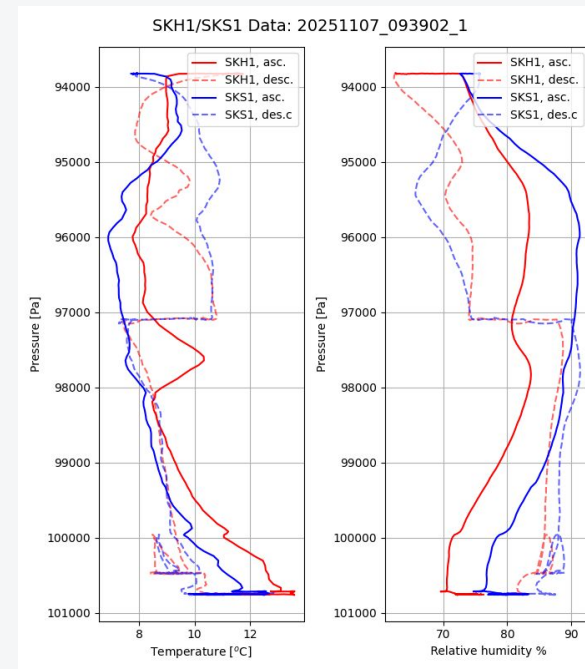 SKH1/SKS1 Data: 20251107_093902_1
SKH1, asc.
SKH1, desc.
SKS1, asc.
SKS1, des.c
94000
95000
96000
97000
98000
99000
100000
101000
Pressure [Pa]
8 10 12
Temperature [°C]
SKH1, asc.
SKH1, desc.
SKS1, asc.
SKS1, des.c
94000
95000
96000
97000
98000
99000
100000
101000
Pressure [Pa]
70 80 90
Relative humidity %